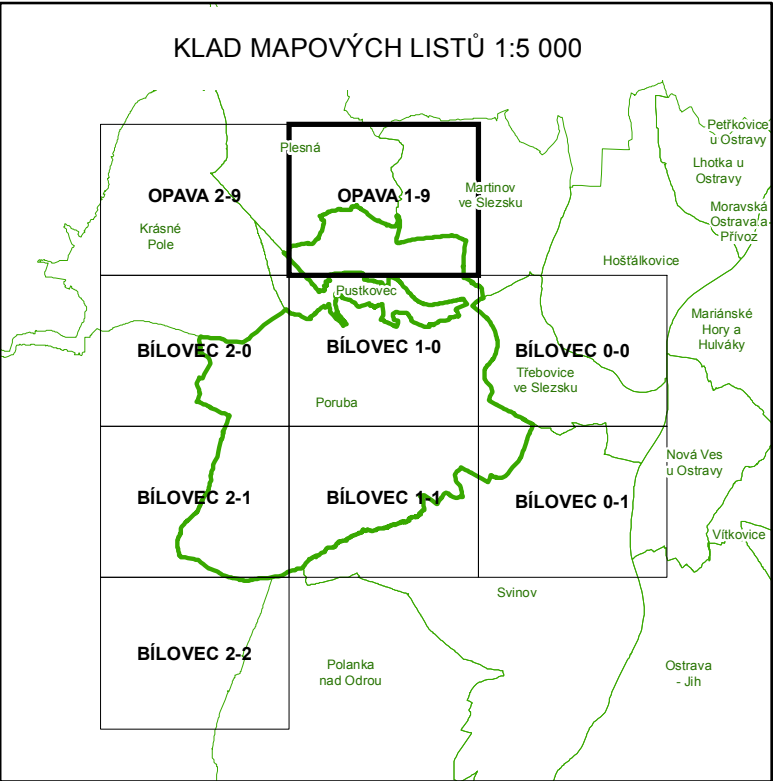 KLAD MAPOVÝCH LISTŮ 1:5 000
Petřkovice
u Ostravy
Plesná
Lhotka u
Ostravy
OPAVA 2-9
OPAVA 1-9
Martinov
ve Slezsku
Moravská
Ostrava a
Přívoz
Krásné
Pole
Hošťálkovice
Pustkovec
Mariánské
Hory a
Hulváky
BÍLOVEC 2-0
BÍLOVEC 1-0
BÍLOVEC 0-0
Třebovice
ve Slezsku
Poruba
Nová Ves
u Ostravy
BÍLOVEC 2-1
BÍLOVEC 1-1
BÍLOVEC 0-1
Vítkovice
Svinov
BÍLOVEC 2-2
Polanka
nad Odrou
Ostrava
- Jih